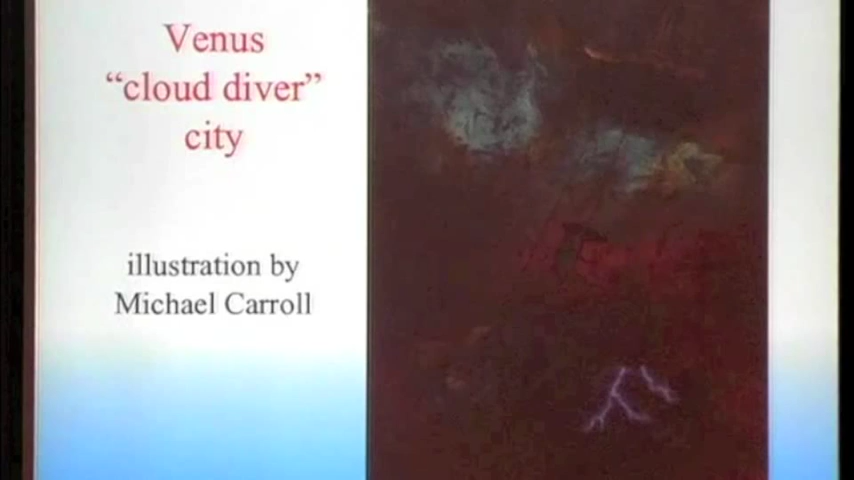 Venus
“cloud diver”
city
illustration by
Michael Carroll